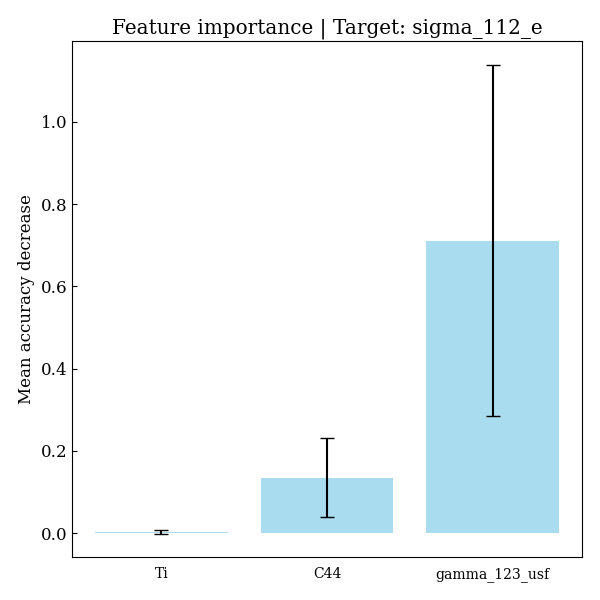 Feature importance | Target: sigma_112_e
Mean accuracy decrease
1.0
0.8
0.6
0.4
0.2
0.0
Ti C44 gamma_123_usf